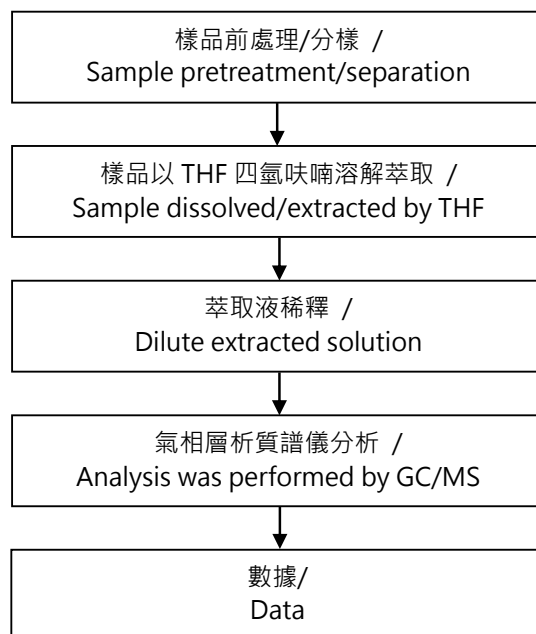 樣品前處理/分樣 /
Sample pretreatment/separation
樣品以 THF 四氫呋喃溶解萃取 /
Sample dissolved/extracted by THF
萃取液稀釋 /
Dilute extracted solution
氣相層析質譜儀分析 /
Analysis was performed by GC/MS
數據/
Data